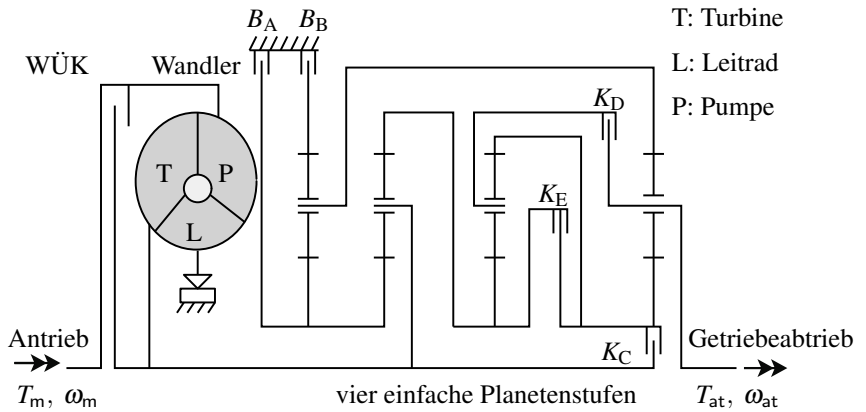 B_A B_B
T: Turbine
WÜK Wandler
L: Leitrad
K_D
P: Pumpe
T P
K_E
L
Antrieb
K_C
Getriebeabtrieb
T_m, ω_m
vier einfache Planetenstufen
T_at, ω_at